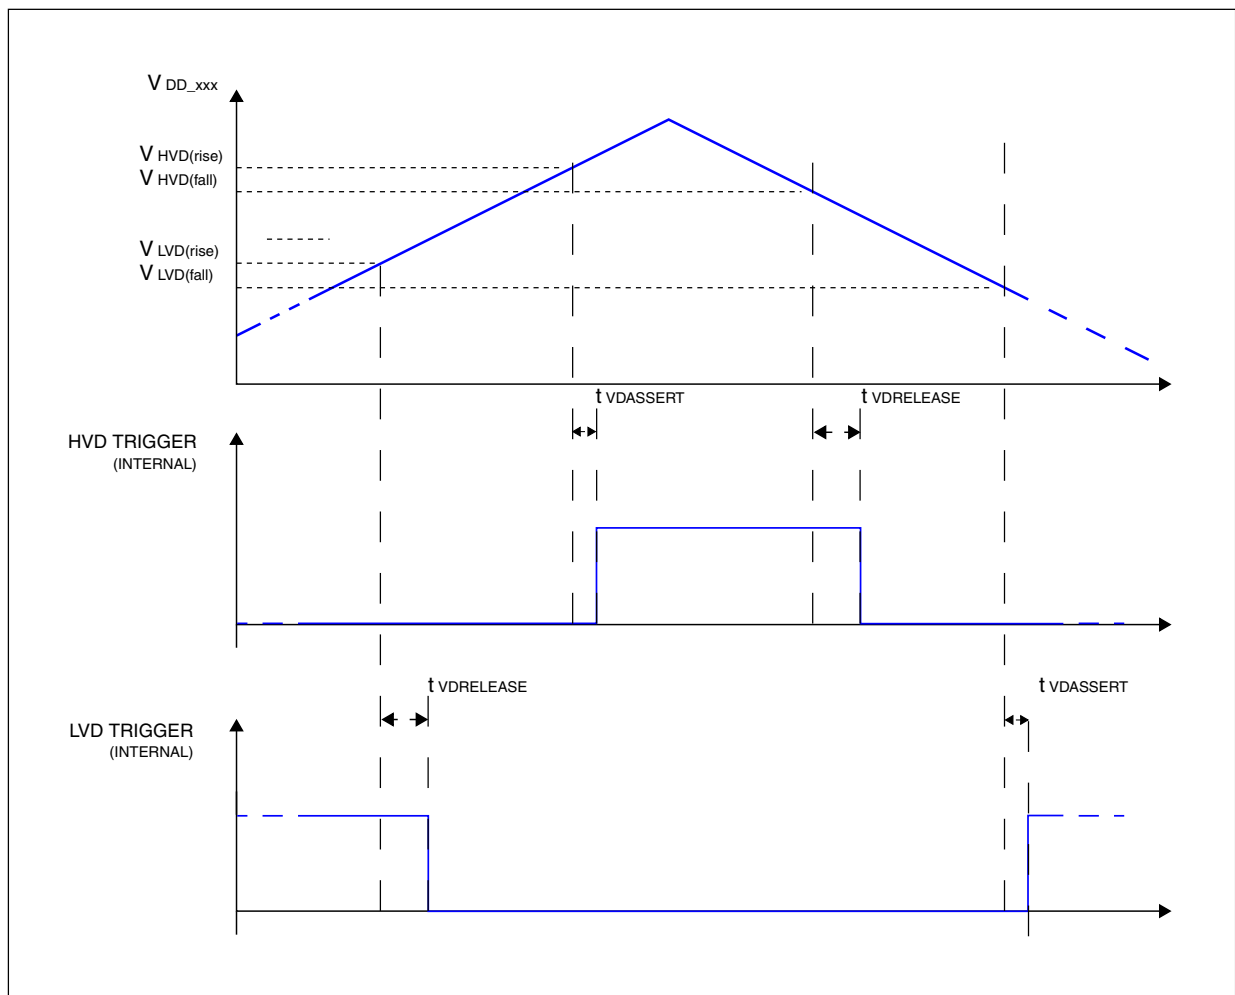 V DD_xxx
V HVD(rise)
V HVD(fall)
V LVD(rise)
V LVD(fall)
t VDASSERT
t VDRELEASE
HVD TRIGGER
(INTERNAL)
t VDRELEASE
t VDASSERT
LVD TRIGGER
(INTERNAL)